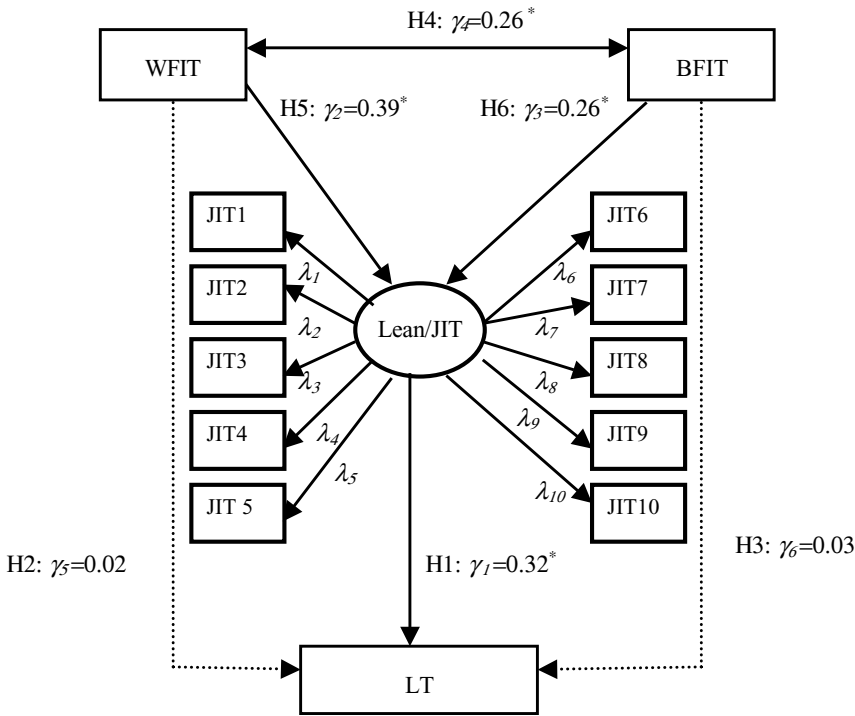 H4: γ4=0.26*
WFIT
BFIT
H5: γ2=0.39*
H6: γ3=0.26*
JIT1
JIT6
λ1
λ6
JIT2
JIT7
Lean/JIT
λ2
λ7
JIT3
JIT8
λ3
λ8
JIT4
λ4
λ9
JIT9
λ5
JIT 5
λ10
JIT10
H2: γ5=0.02
H1: γ1=0.32*
H3: γ6=0.03
LT